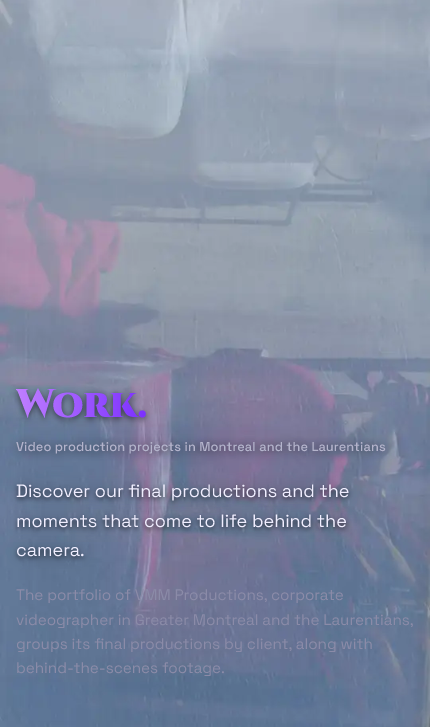 Work.
Video production projects in Montreal and the Laurentians
Discover our final productions and the
moments that come to life behind the
camera.
The portfolio of VMM Productions, corporate
videographer in Greater Montreal and the Laurentians,
groups its final productions by client, along with
behind-the-scenes footage.